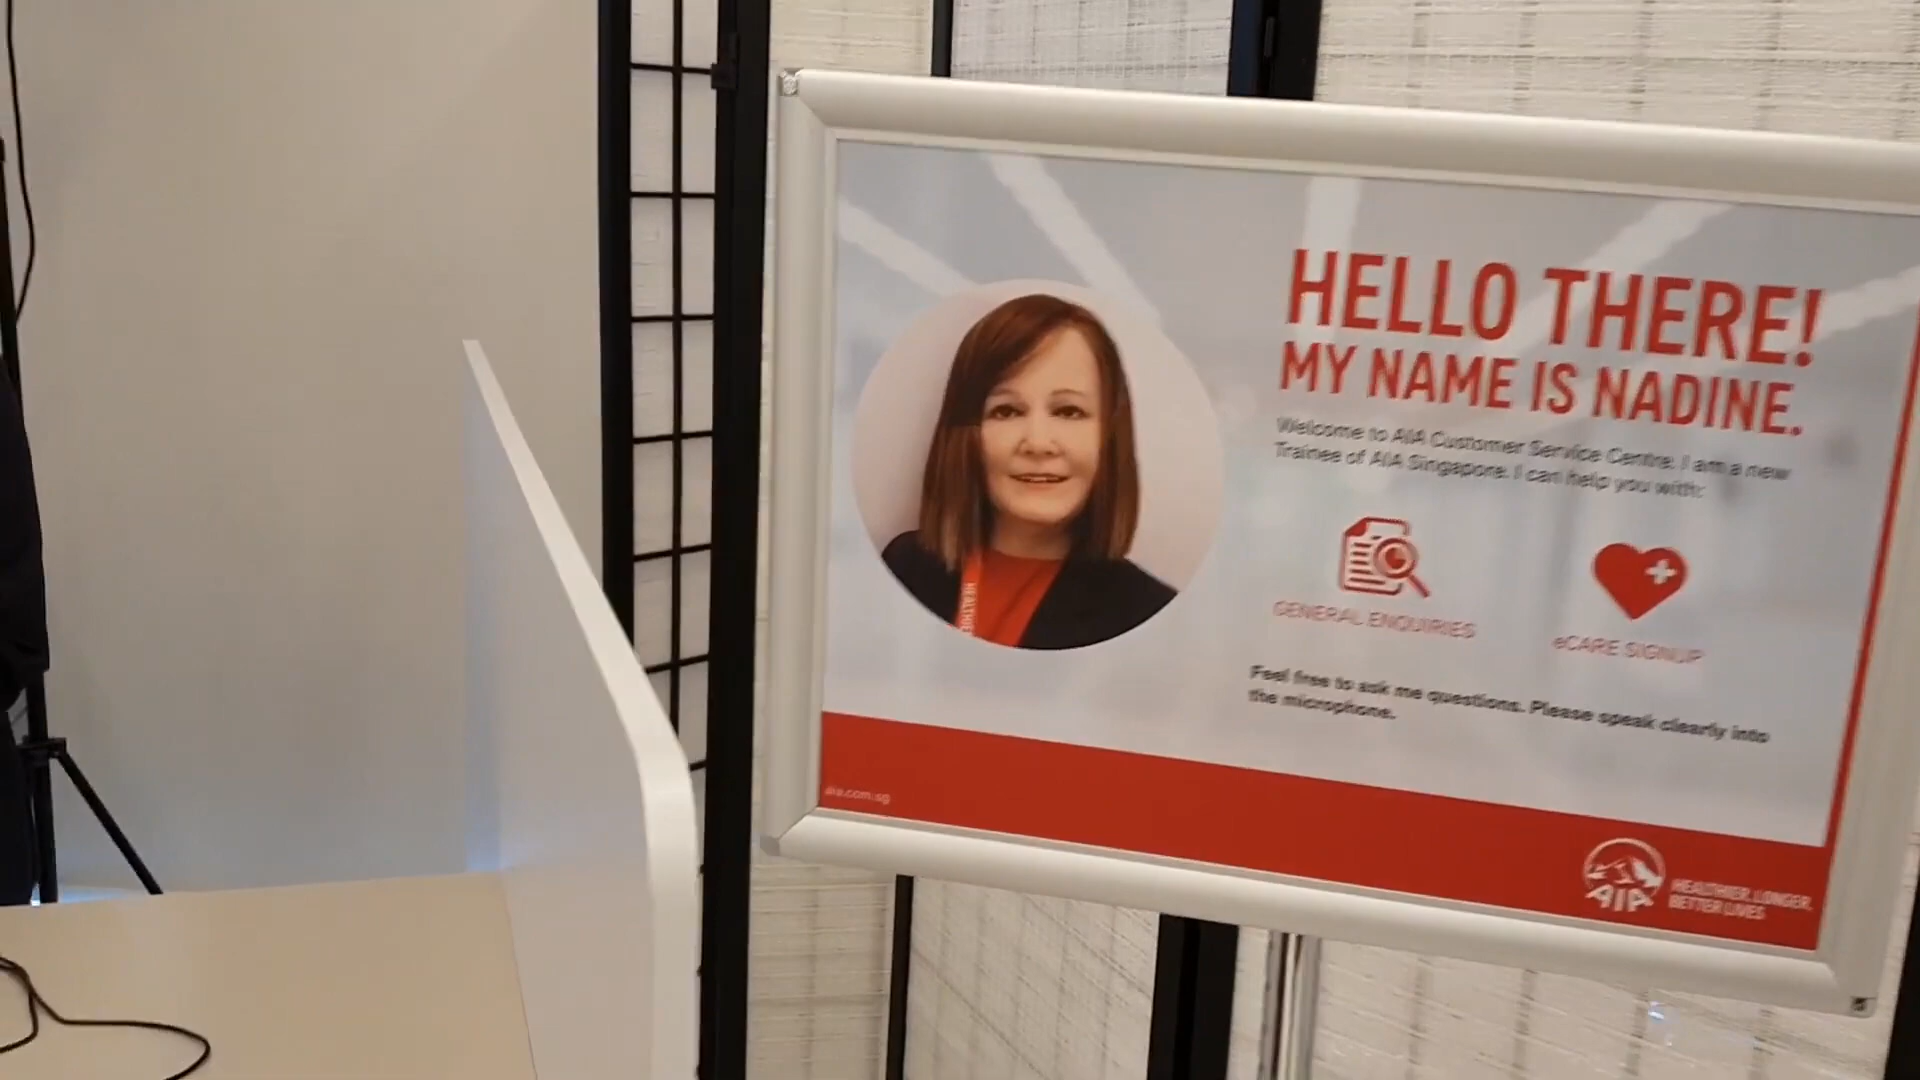 HELLO THERE!
MY NAME IS NADINE.
Welcome to AIA Customer Service Centre. I am a new
Trainee of AIA Singapore. I can help you with:
GENERAL ENQUIRIES
eCARE SIGNUP
Feel free to ask me questions. Please speak clearly into
the microphone.
aia.com.sg
AIA
HEALTHIER, LONGER,
BETTER LIVES